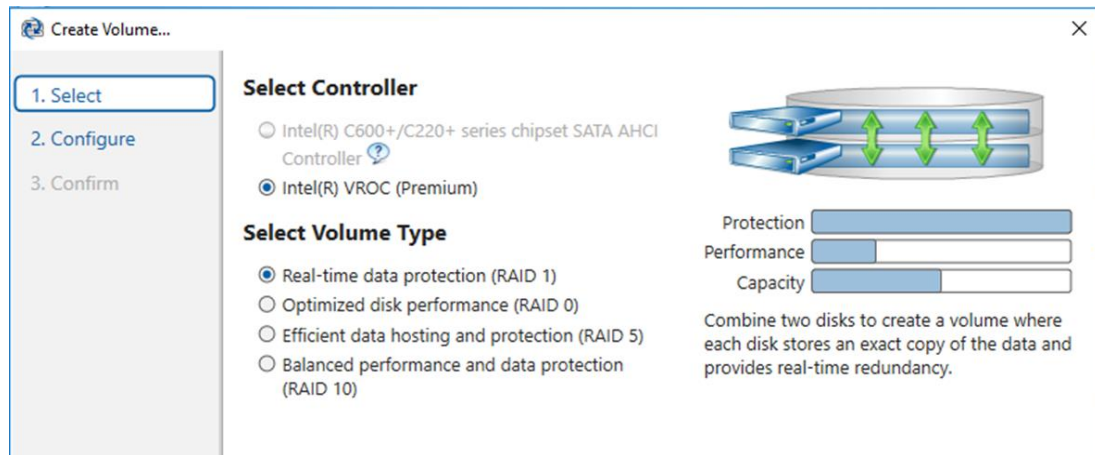 Create Volume...
1. Select
2. Configure
3. Confirm
Select Controller
Intel(R) C600+/C220+ series chipset SATA AHCI
Controller
Intel(R) VROC (Premium)
Select Volume Type
Real-time data protection (RAID 1)
Optimized disk performance (RAID 0)
Efficient data hosting and protection (RAID 5)
Balanced performance and data protection
(RAID 10)
Protection
Performance
Capacity
Combine two disks to create a volume where
each disk stores an exact copy of the data and
provides real-time redundancy.